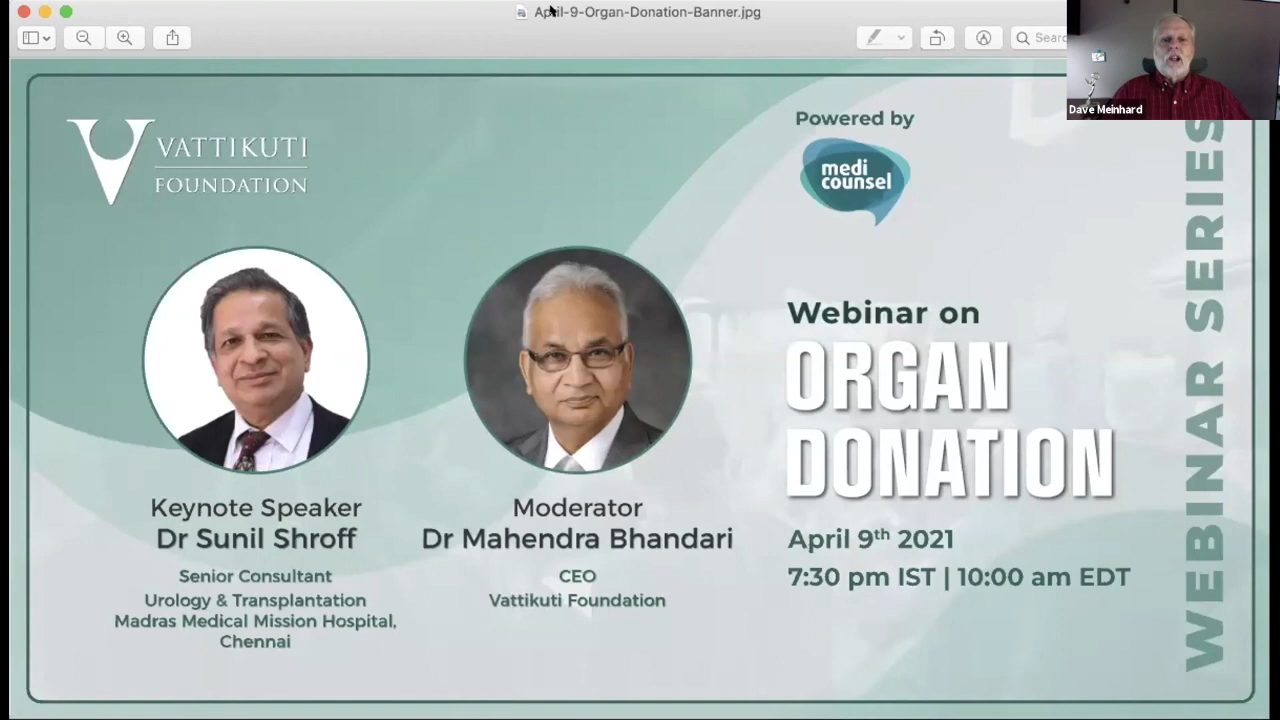 April-9-Organ-Donation-Banner.jpg
Dave Meinhard
VATTIKUTI
FOUNDATION
Powered by
medi
counsel
WEBINAR SERIES
Webinar on
ORGAN
DONATION
April 9th 2021
7:30 pm IST | 10:00 am EDT
Keynote Speaker
Dr Sunil Shroff
Senior Consultant
Urology & Transplantation
Madras Medical Mission Hospital,
Chennai
Moderator
Dr Mahendra Bhandari
CEO
Vattikuti Foundation